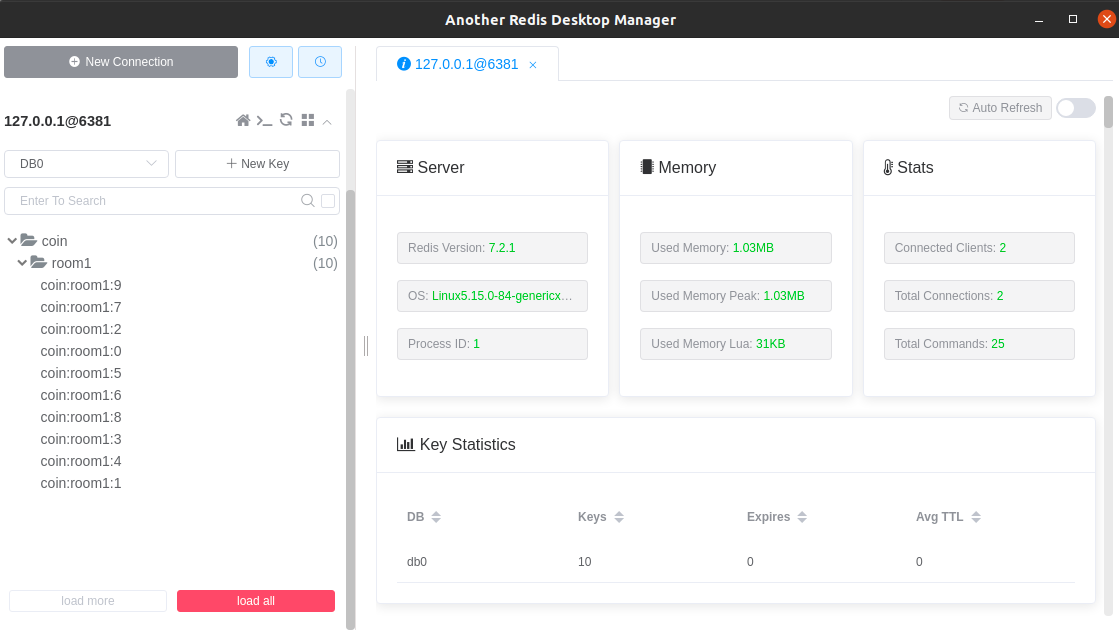 Another Redis Desktop Manager
New Connection
127.0.0.1@6381
DB0
New Key
Enter To Search
coin (10)
room1 (10)
coin:room1:9
coin:room1:7
coin:room1:2
coin:room1:0
coin:room1:5
coin:room1:6
coin:room1:8
coin:room1:3
coin:room1:4
coin:room1:1
load more
load all
127.0.0.1@6381
Auto Refresh
Server
Redis Version: 7.2.1
OS: Linux5.15.0-84-genericx…
Process ID: 1
Memory
Used Memory: 1.03MB
Used Memory Peak: 1.03MB
Used Memory Lua: 31KB
Stats
Connected Clients: 2
Total Connections: 2
Total Commands: 25
Key Statistics
DB Keys Expires Avg TTL
db0 10 0 0